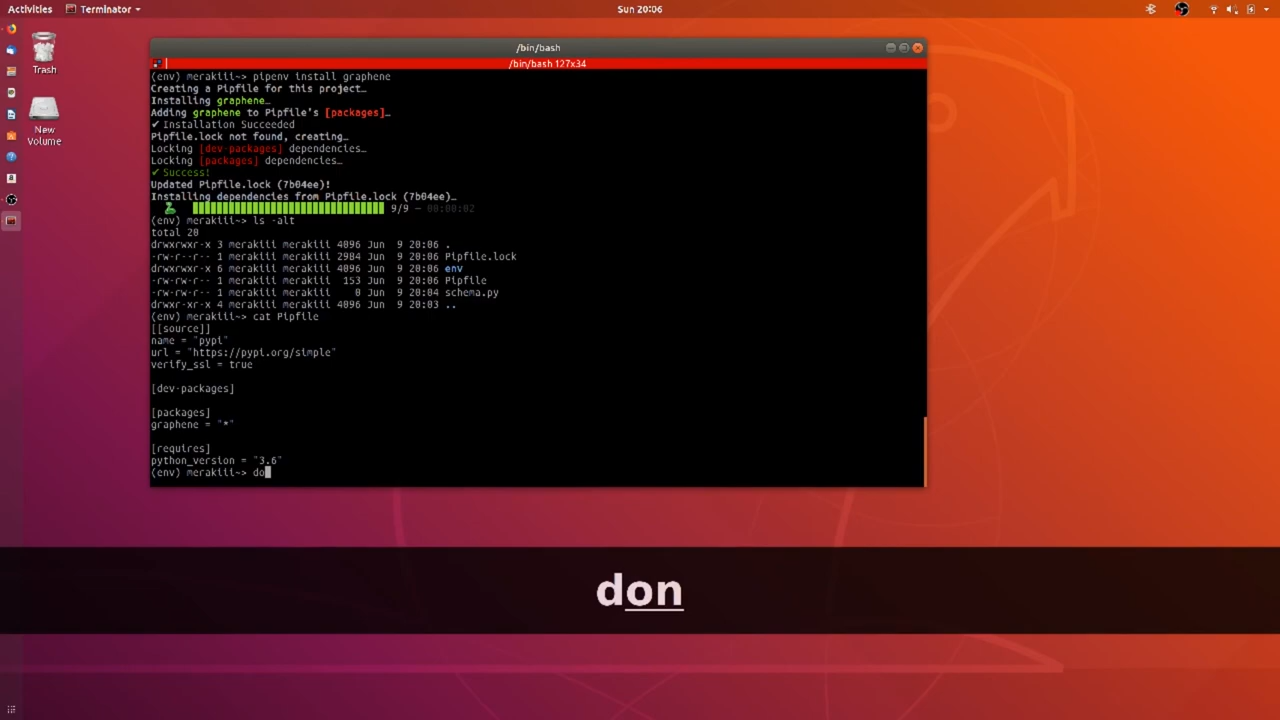 Activities Terminator Sun 20:06
Trash
New
Volume
/bin/bash
/bin/bash 127x34
(env) merakiii~> pipenv install graphene
Creating a Pipfile for this project…
Installing graphene…
Adding graphene to Pipfile's [packages]…
✔ Installation Succeeded
Pipfile.lock not found, creating…
Locking [dev-packages] dependencies…
Locking [packages] dependencies…
✔ Success!
Updated Pipfile.lock (7b04ee)!
Installing dependencies from Pipfile.lock (7b04ee)…
9/9 — 00:00:02
(env) merakiii~> ls -alt
total 20
drwxrwxr-x 3 merakiii merakiii 4096 Jun  9 20:06 .
-rw-r--r-- 1 merakiii merakiii 2984 Jun  9 20:06 Pipfile.lock
drwxrwxr-x 6 merakiii merakiii 4096 Jun  9 20:06 env
-rw-rw-r-- 1 merakiii merakiii  153 Jun  9 20:06 Pipfile
-rw-rw-r-- 1 merakiii merakiii    0 Jun  9 20:04 schema.py
drwxr-xr-x 4 merakiii merakiii 4096 Jun  9 20:03 ..
(env) merakiii~> cat Pipfile
[[source]]
name = "pypi"
url = "https://pypi.org/simple"
verify_ssl = true
[dev-packages]
[packages]
graphene = "*"
[requires]
python_version = "3.6"
(env) merakiii~> do
don